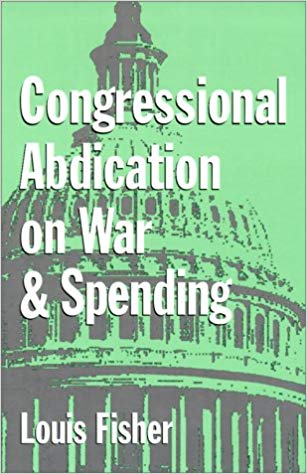 Congressional
Abdication
on War
& Spending
Louis Fisher